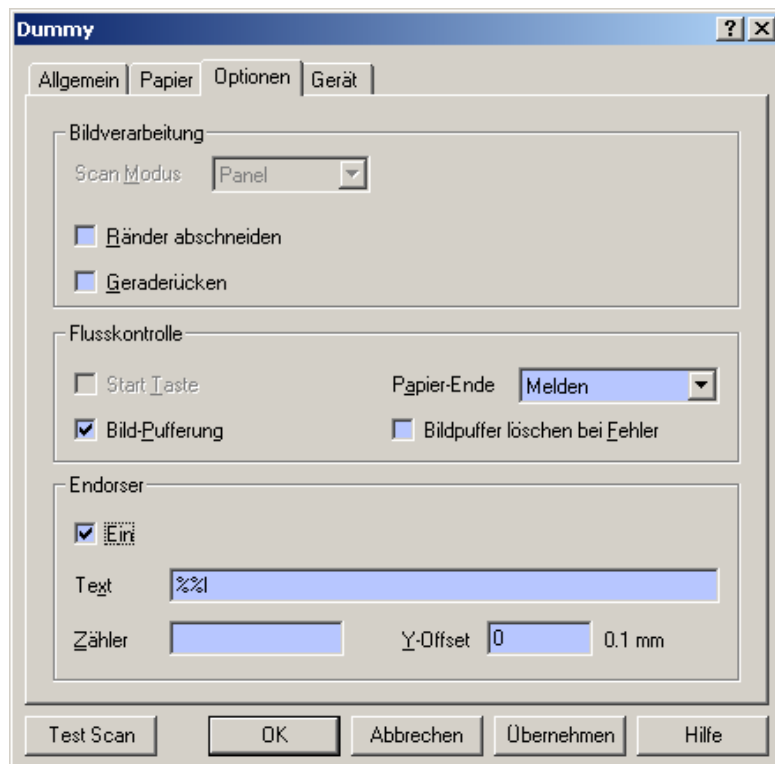 Dummy
Allgemein Papier Optionen Gerät
Bildverarbeitung
Scan Modus Panel
Ränder abschneiden
Geraderücken
Flusskontrolle
Start Taste Papier-Ende Melden
Bild-Pufferung Bildpuffer löschen bei Fehler
Endorser
Ein
Text %%I
Zähler Y-Offset 0 0.1 mm
Test Scan OK Abbrechen Übernehmen Hilfe